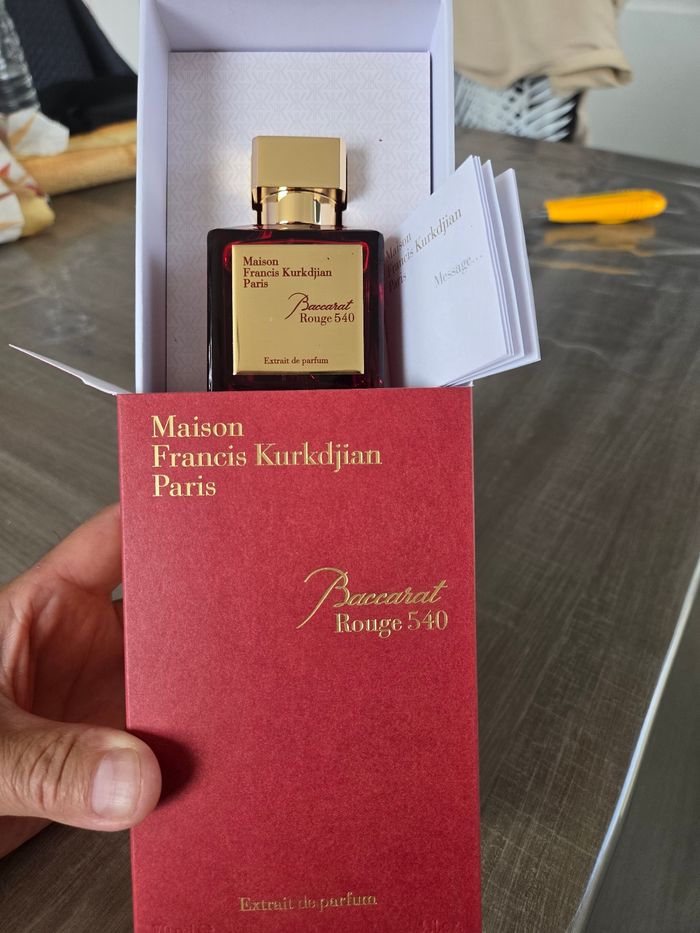 Maison
Francis Kurkdjian
Paris
Baccarat
Rouge 540
Extrait de parfum
Maison
Francis Kurkdjian
Paris
Message...
Maison
Francis Kurkdjian
Paris
Baccarat
Rouge 540
Extrait de parfum